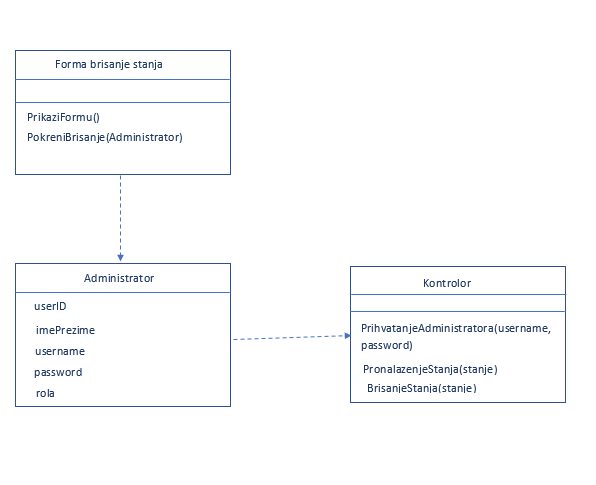 Forma brisanje stanja
PrikaziFormu()
PokreniBrisanje(Administrator)
Administrator
userID
imePrezime
username
password
rola
Kontrolor
PrihvatanjeAdministratora(username,
password)
PronalazenjeStanja(stanje)
BrisanjeStanja(stanje)